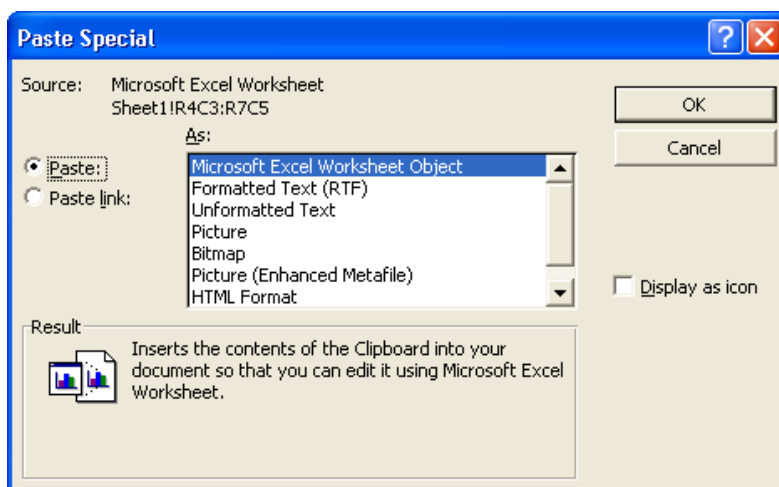 Paste Special
Source: Microsoft Excel Worksheet
Sheet1!R4C3:R7C5
As:
Paste:
Paste link:
Microsoft Excel Worksheet Object
Formatted Text (RTF)
Unformatted Text
Picture
Bitmap
Picture (Enhanced Metafile)
HTML Format
OK
Cancel
Display as icon
Result
Inserts the contents of the Clipboard into your
document so that you can edit it using Microsoft Excel
Worksheet.